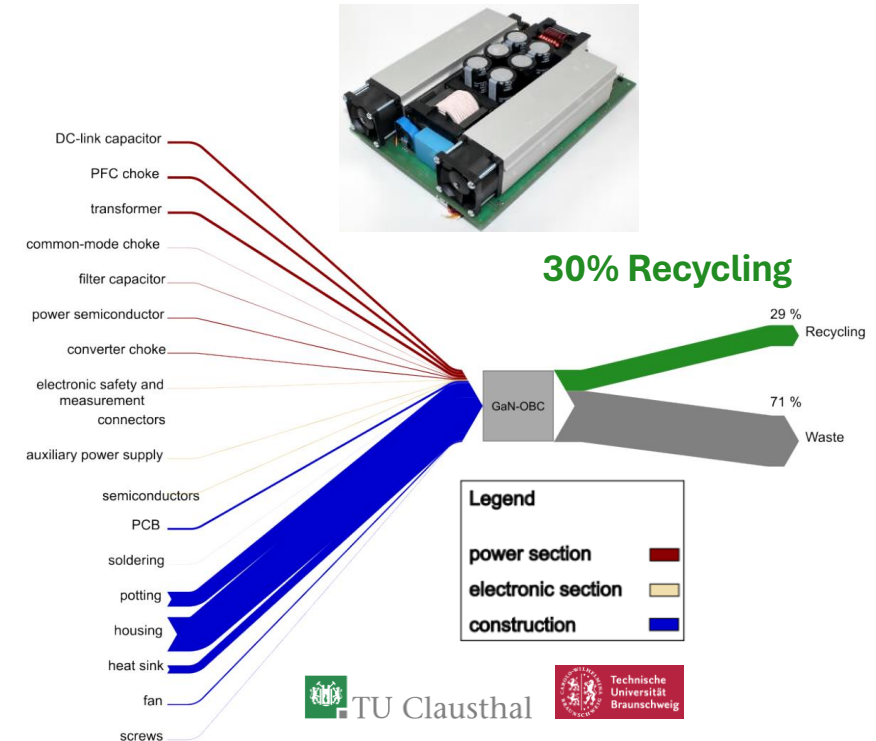 DC-link capacitor
PFC choke
transformer
common-mode choke
filter capacitor
power semiconductor
converter choke
electronic safety and
measurement
connectors
auxiliary power supply
semiconductors
PCB
soldering
potting
housing
heat sink
fan
screws
GaN-OBC
30% Recycling
29 %
Recycling
71 %
Waste
Legend
power section
electronic section
construction
TU Clausthal
Technische
Universität
Braunschweig